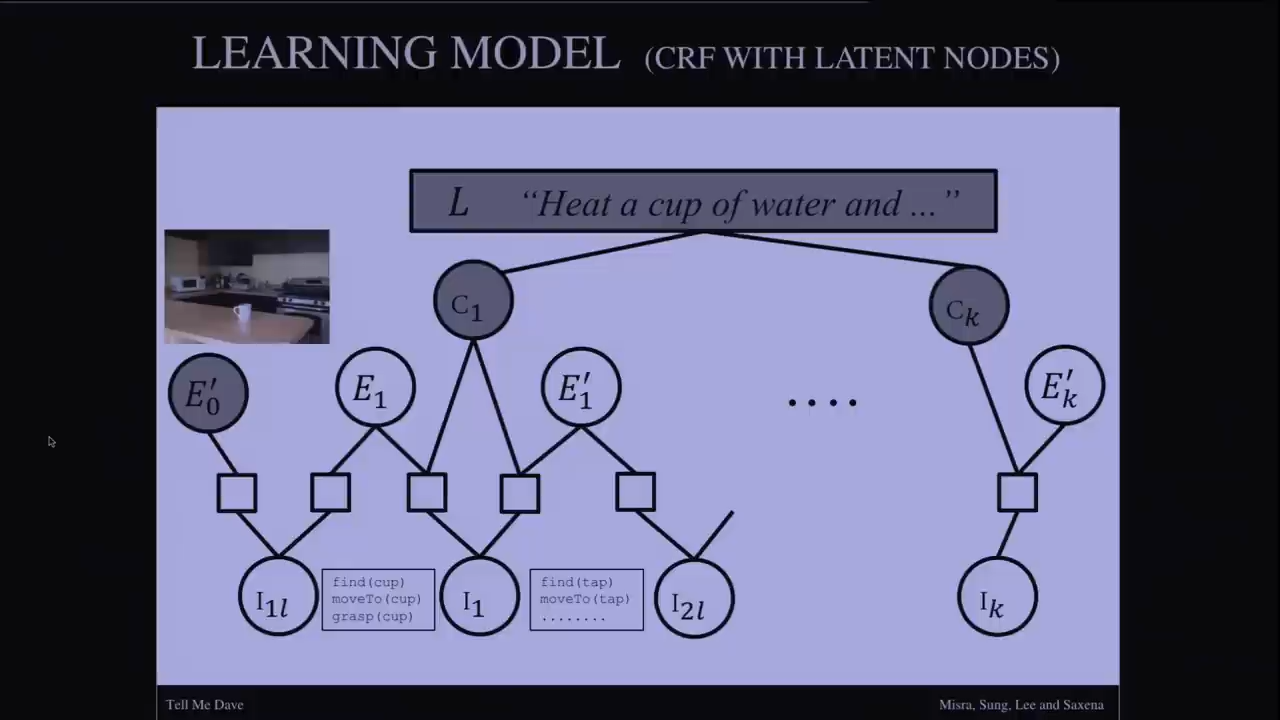 LEARNING MODEL (CRF WITH LATENT NODES)
L “Heat a cup of water and ...”
C1
Ck
E′0
E1
E′1
....
E′k
I1l
find(cup)
moveTo(cup)
grasp(cup)
I1
find(tap)
moveTo(tap)
........
I2l
Ik
Tell Me Dave
Misra, Sung, Lee and Saxena